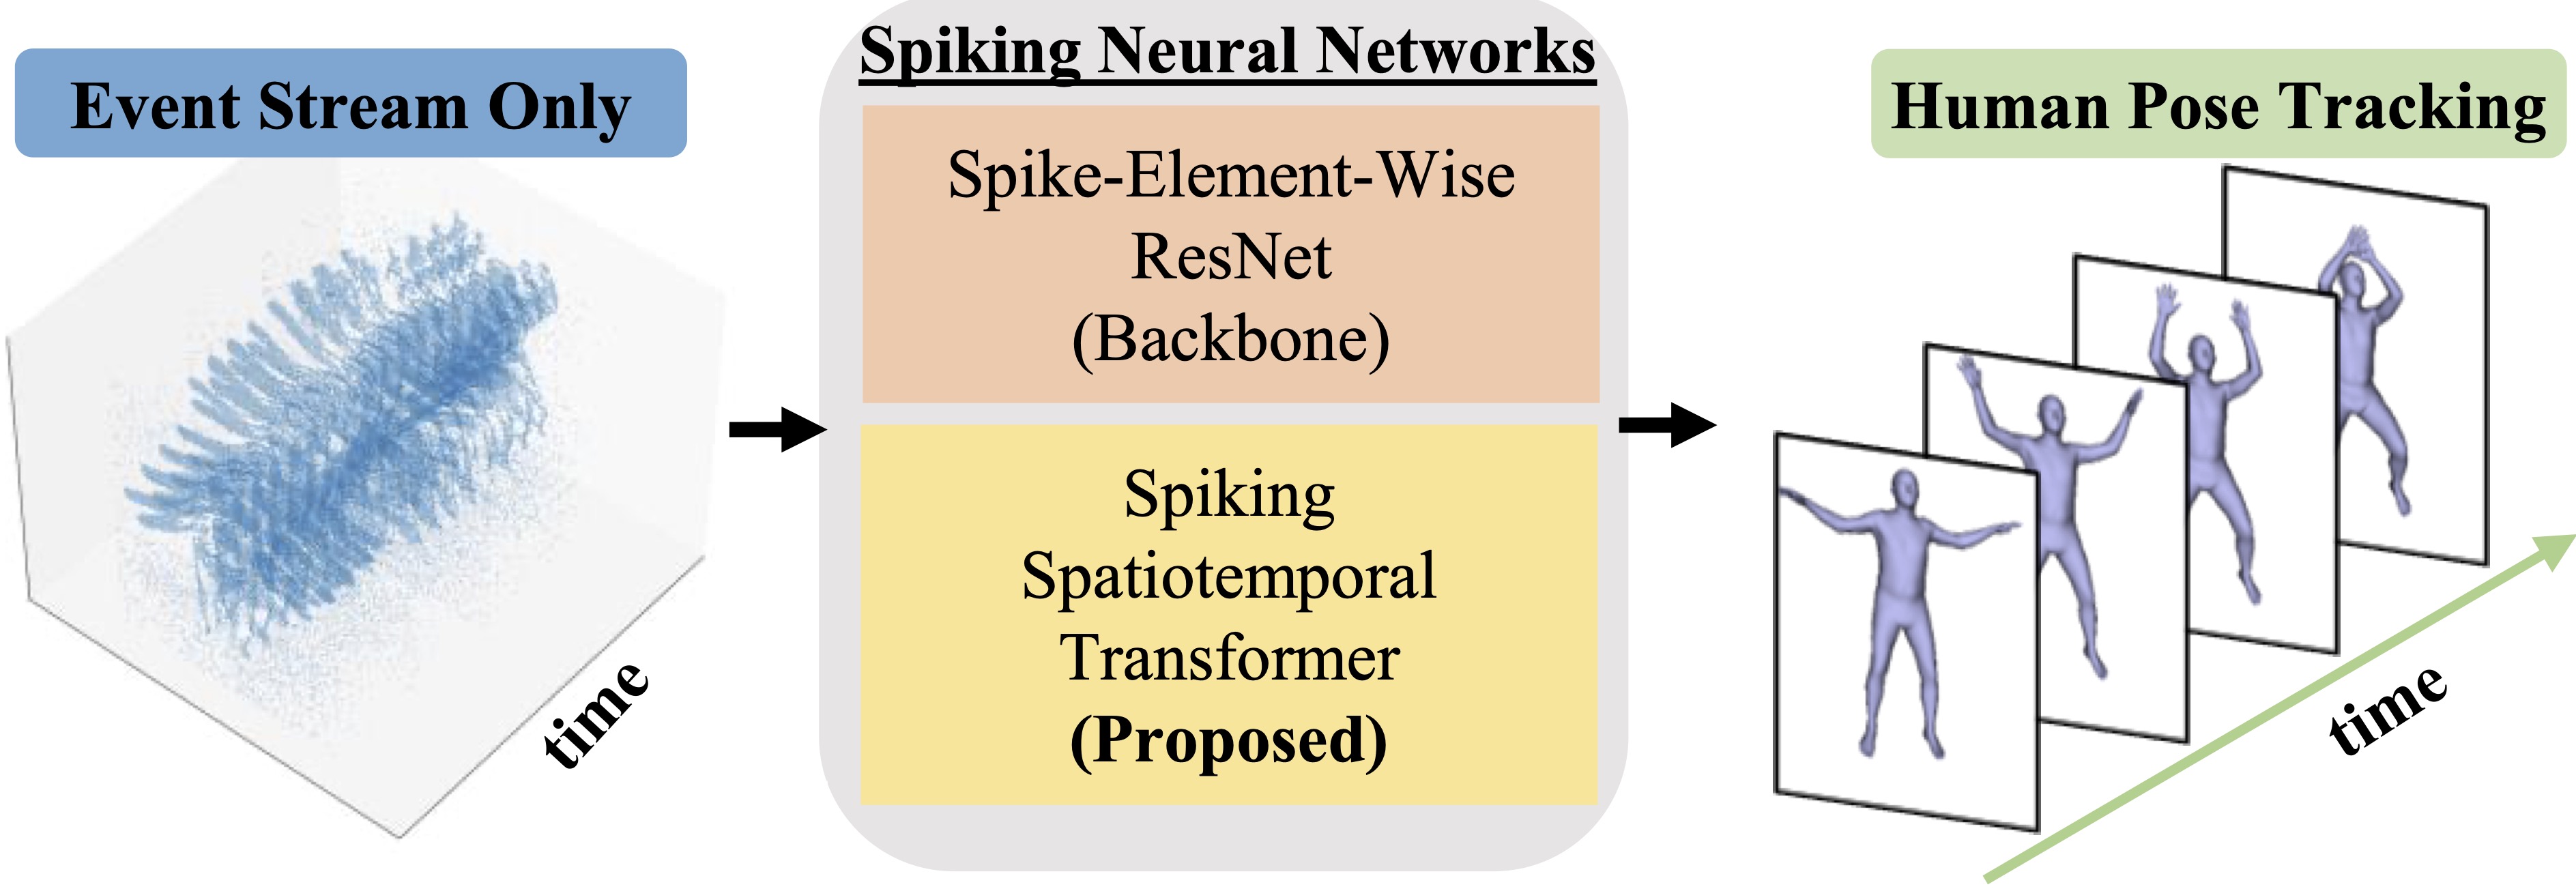 Event Stream Only
time
Spiking Neural Networks
Spike-Element-Wise
ResNet
(Backbone)
Spiking
Spatiotemporal
Transformer
(Proposed)
Human Pose Tracking
time